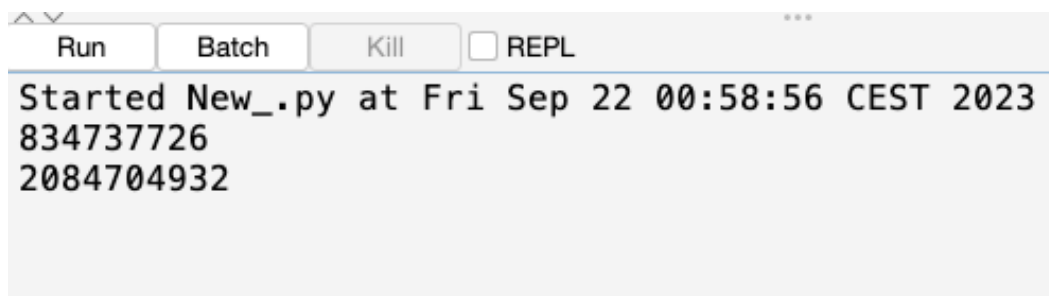 Run Batch Kill REPL
Started New_.py at Fri Sep 22 00:58:56 CEST 2023
834737726
2084704932